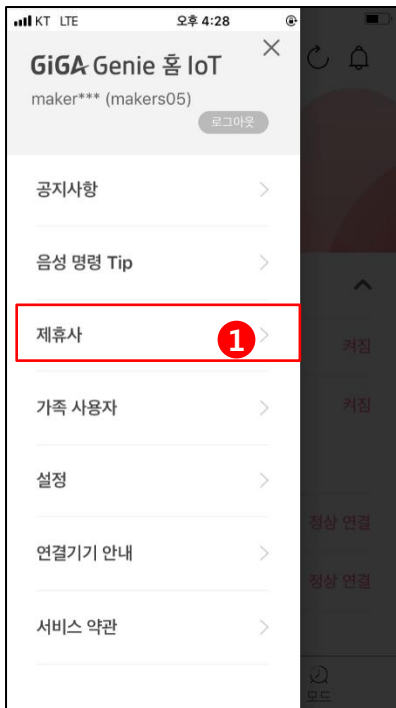 KT LTE 오후 4:28
GiGA Genie 홈 IoT
maker*** (makers05)
로그아웃
공지사항
음성 명령 Tip
제휴사
1
켜짐
가족 사용자
켜짐
설정
정상 연결
연결기기 안내
정상 연결
서비스 약관
모드